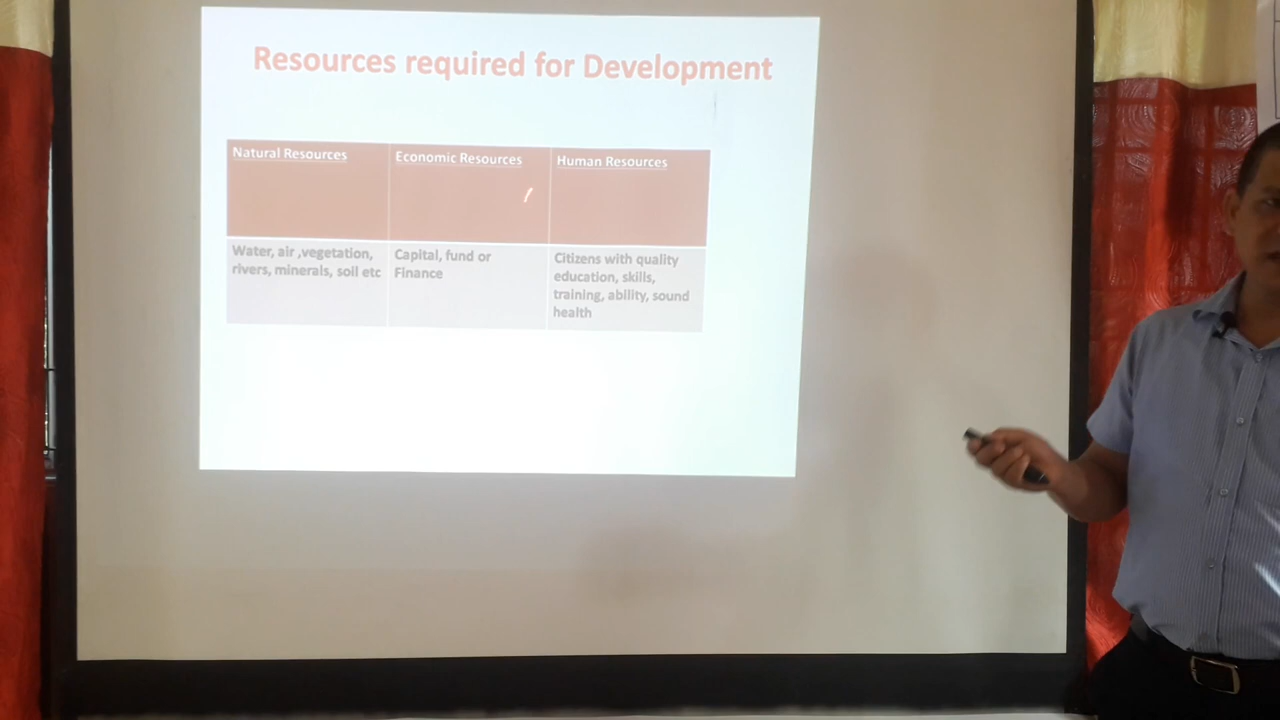 Resources required for Development
Natural Resources
Economic Resources
Human Resources
Water, air ,vegetation,
rivers, minerals, soil etc
Capital, fund or
Finance
Citizens with quality
education, skills,
training, ability, sound
health